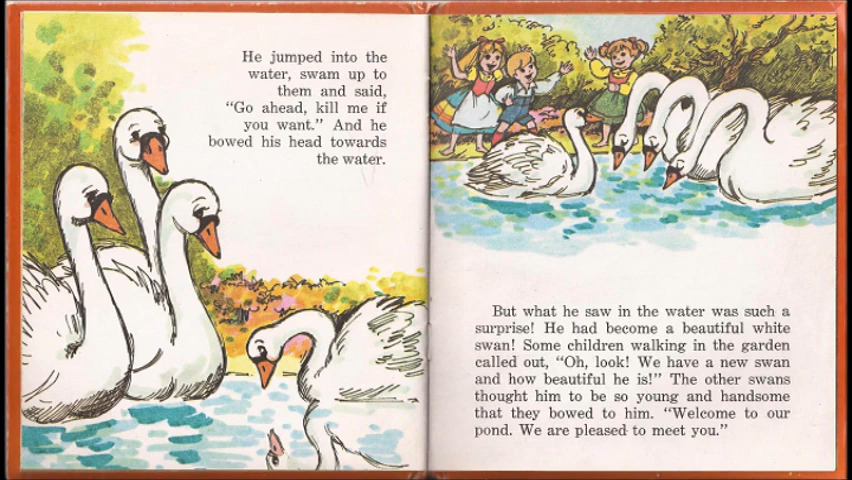 He jumped into the
water, swam up to
them and said,
“Go ahead, kill me if
you want.” And he
bowed his head towards
the water.
But what he saw in the water was such a
surprise! He had become a beautiful white
swan! Some children walking in the garden
called out, “Oh, look! We have a new swan
and how beautiful he is!” The other swans
thought him to be so young and handsome
that they bowed to him. “Welcome to our
pond. We are pleased to meet you.”